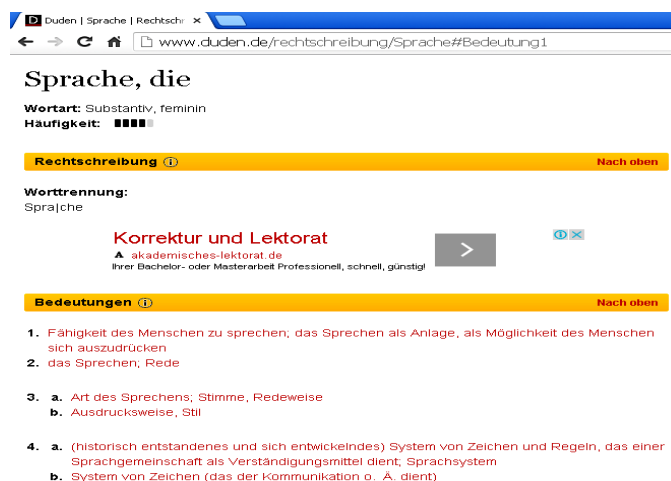 Duden | Sprache | Rechtschr
www.duden.de/rechtschreibung/Sprache#Bedeutung1
Sprache, die
Wortart: Substantiv, feminin
Häufigkeit:
Rechtschreibung Nach oben
Worttrennung:
Spra|che
Korrektur und Lektorat
akademisches-lektorat.de
Ihrer Bachelor- oder Masterarbeit Professionell, schnell, günstig!
Bedeutungen Nach oben
1. Fähigkeit des Menschen zu sprechen; das Sprechen als Anlage, als Möglichkeit des Menschen
sich auszudrücken
2. das Sprechen; Rede
3. a. Art des Sprechens; Stimme, Redeweise
b. Ausdrucksweise, Stil
4. a. (historisch entstandenes und sich entwickelndes) System von Zeichen und Regeln, das einer
Sprachgemeinschaft als Verständigungsmittel dient; Sprachsystem
b. System von Zeichen (das der Kommunikation o. Ä. dient)